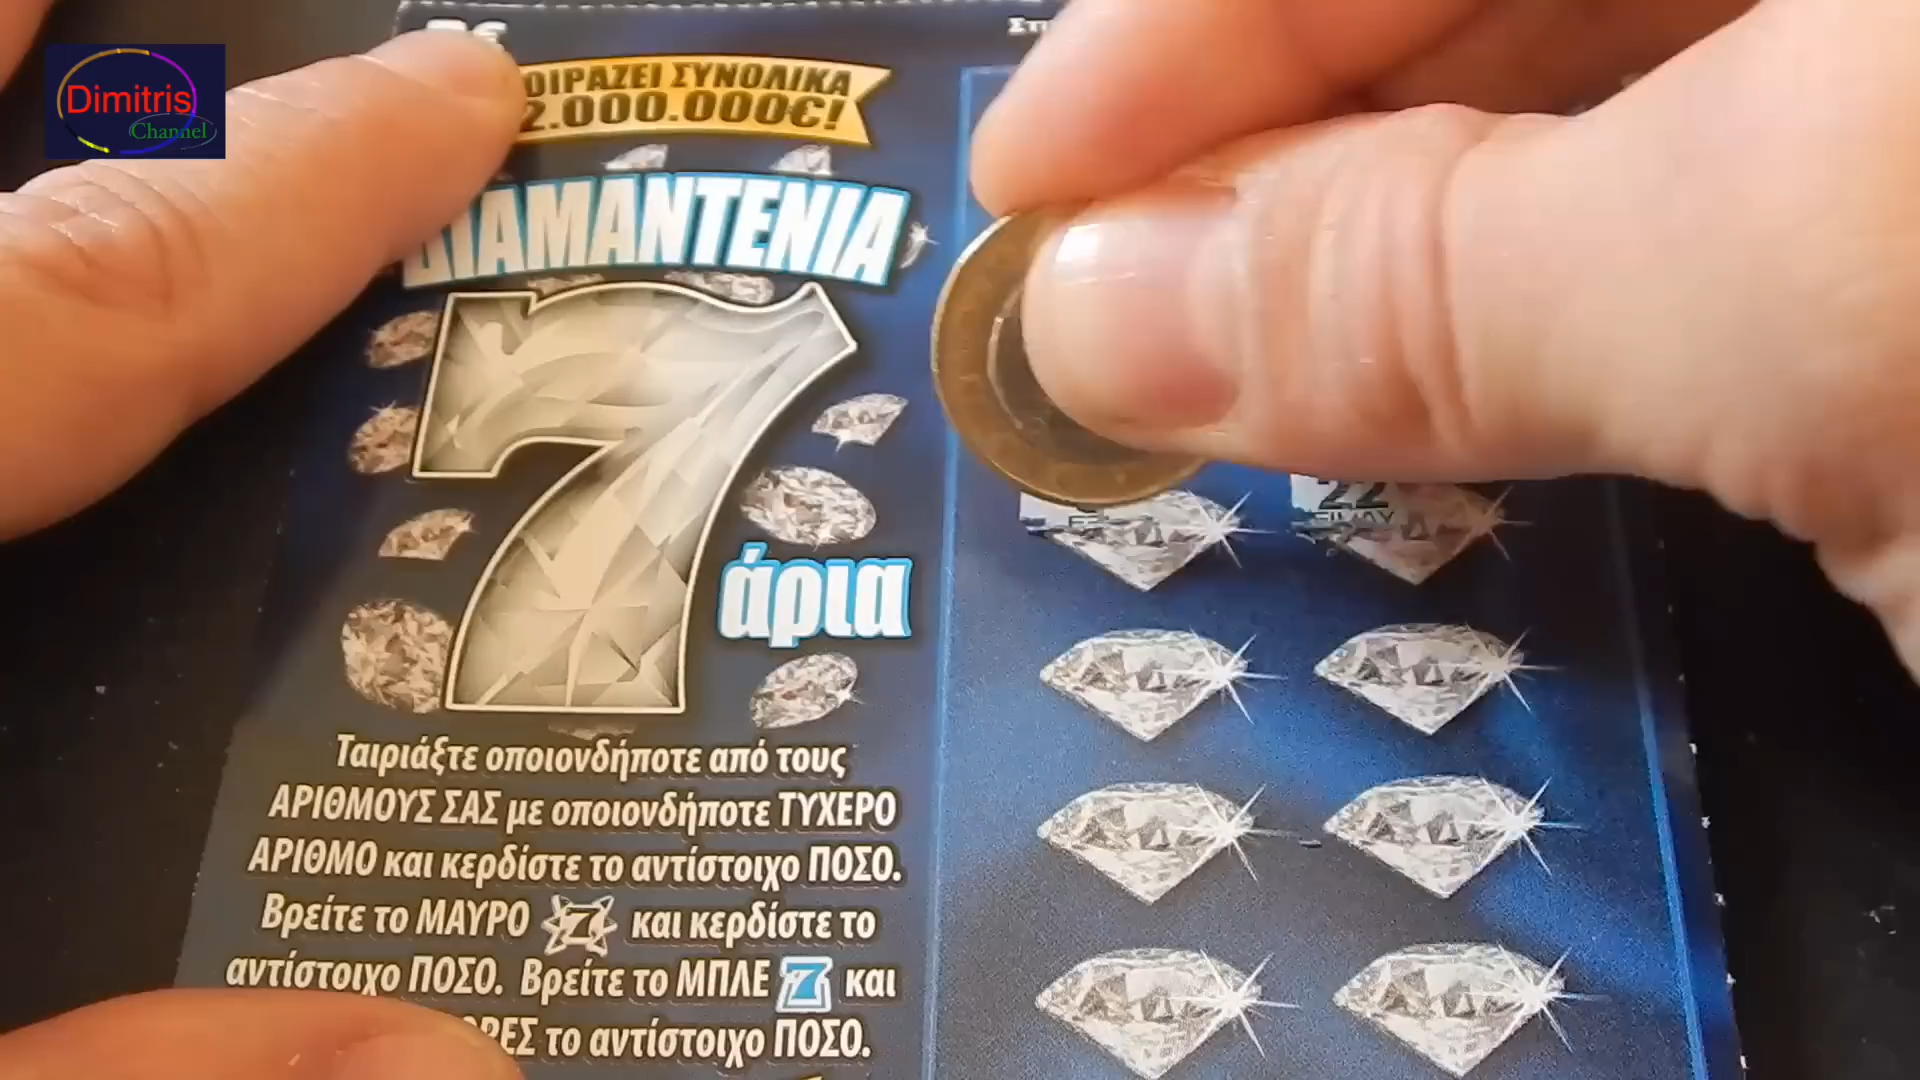 Dimitris
Channel
ΟΙΡΑΖΕΙ ΣΥΝΟΛΙΚΑ
2.000.000€!
ΔΙΑΜΑΝΤΕΝΙΑ
7
άρια
22
Ταιριάξτε οποιονδήποτε από τους
ΑΡΙΘΜΟΥΣ ΣΑΣ με οποιονδήποτε ΤΥΧΕΡΟ
ΑΡΙΘΜΟ και κερδίστε το αντίστοιχο ΠΟΣΟ.
Βρείτε το ΜΑΥΡΟ 7 και κερδίστε το
αντίστοιχο ΠΟΣΟ. Βρείτε το ΜΠΛΕ 7 και
ΡΕΣ το αντίστοιχο ΠΟΣΟ.